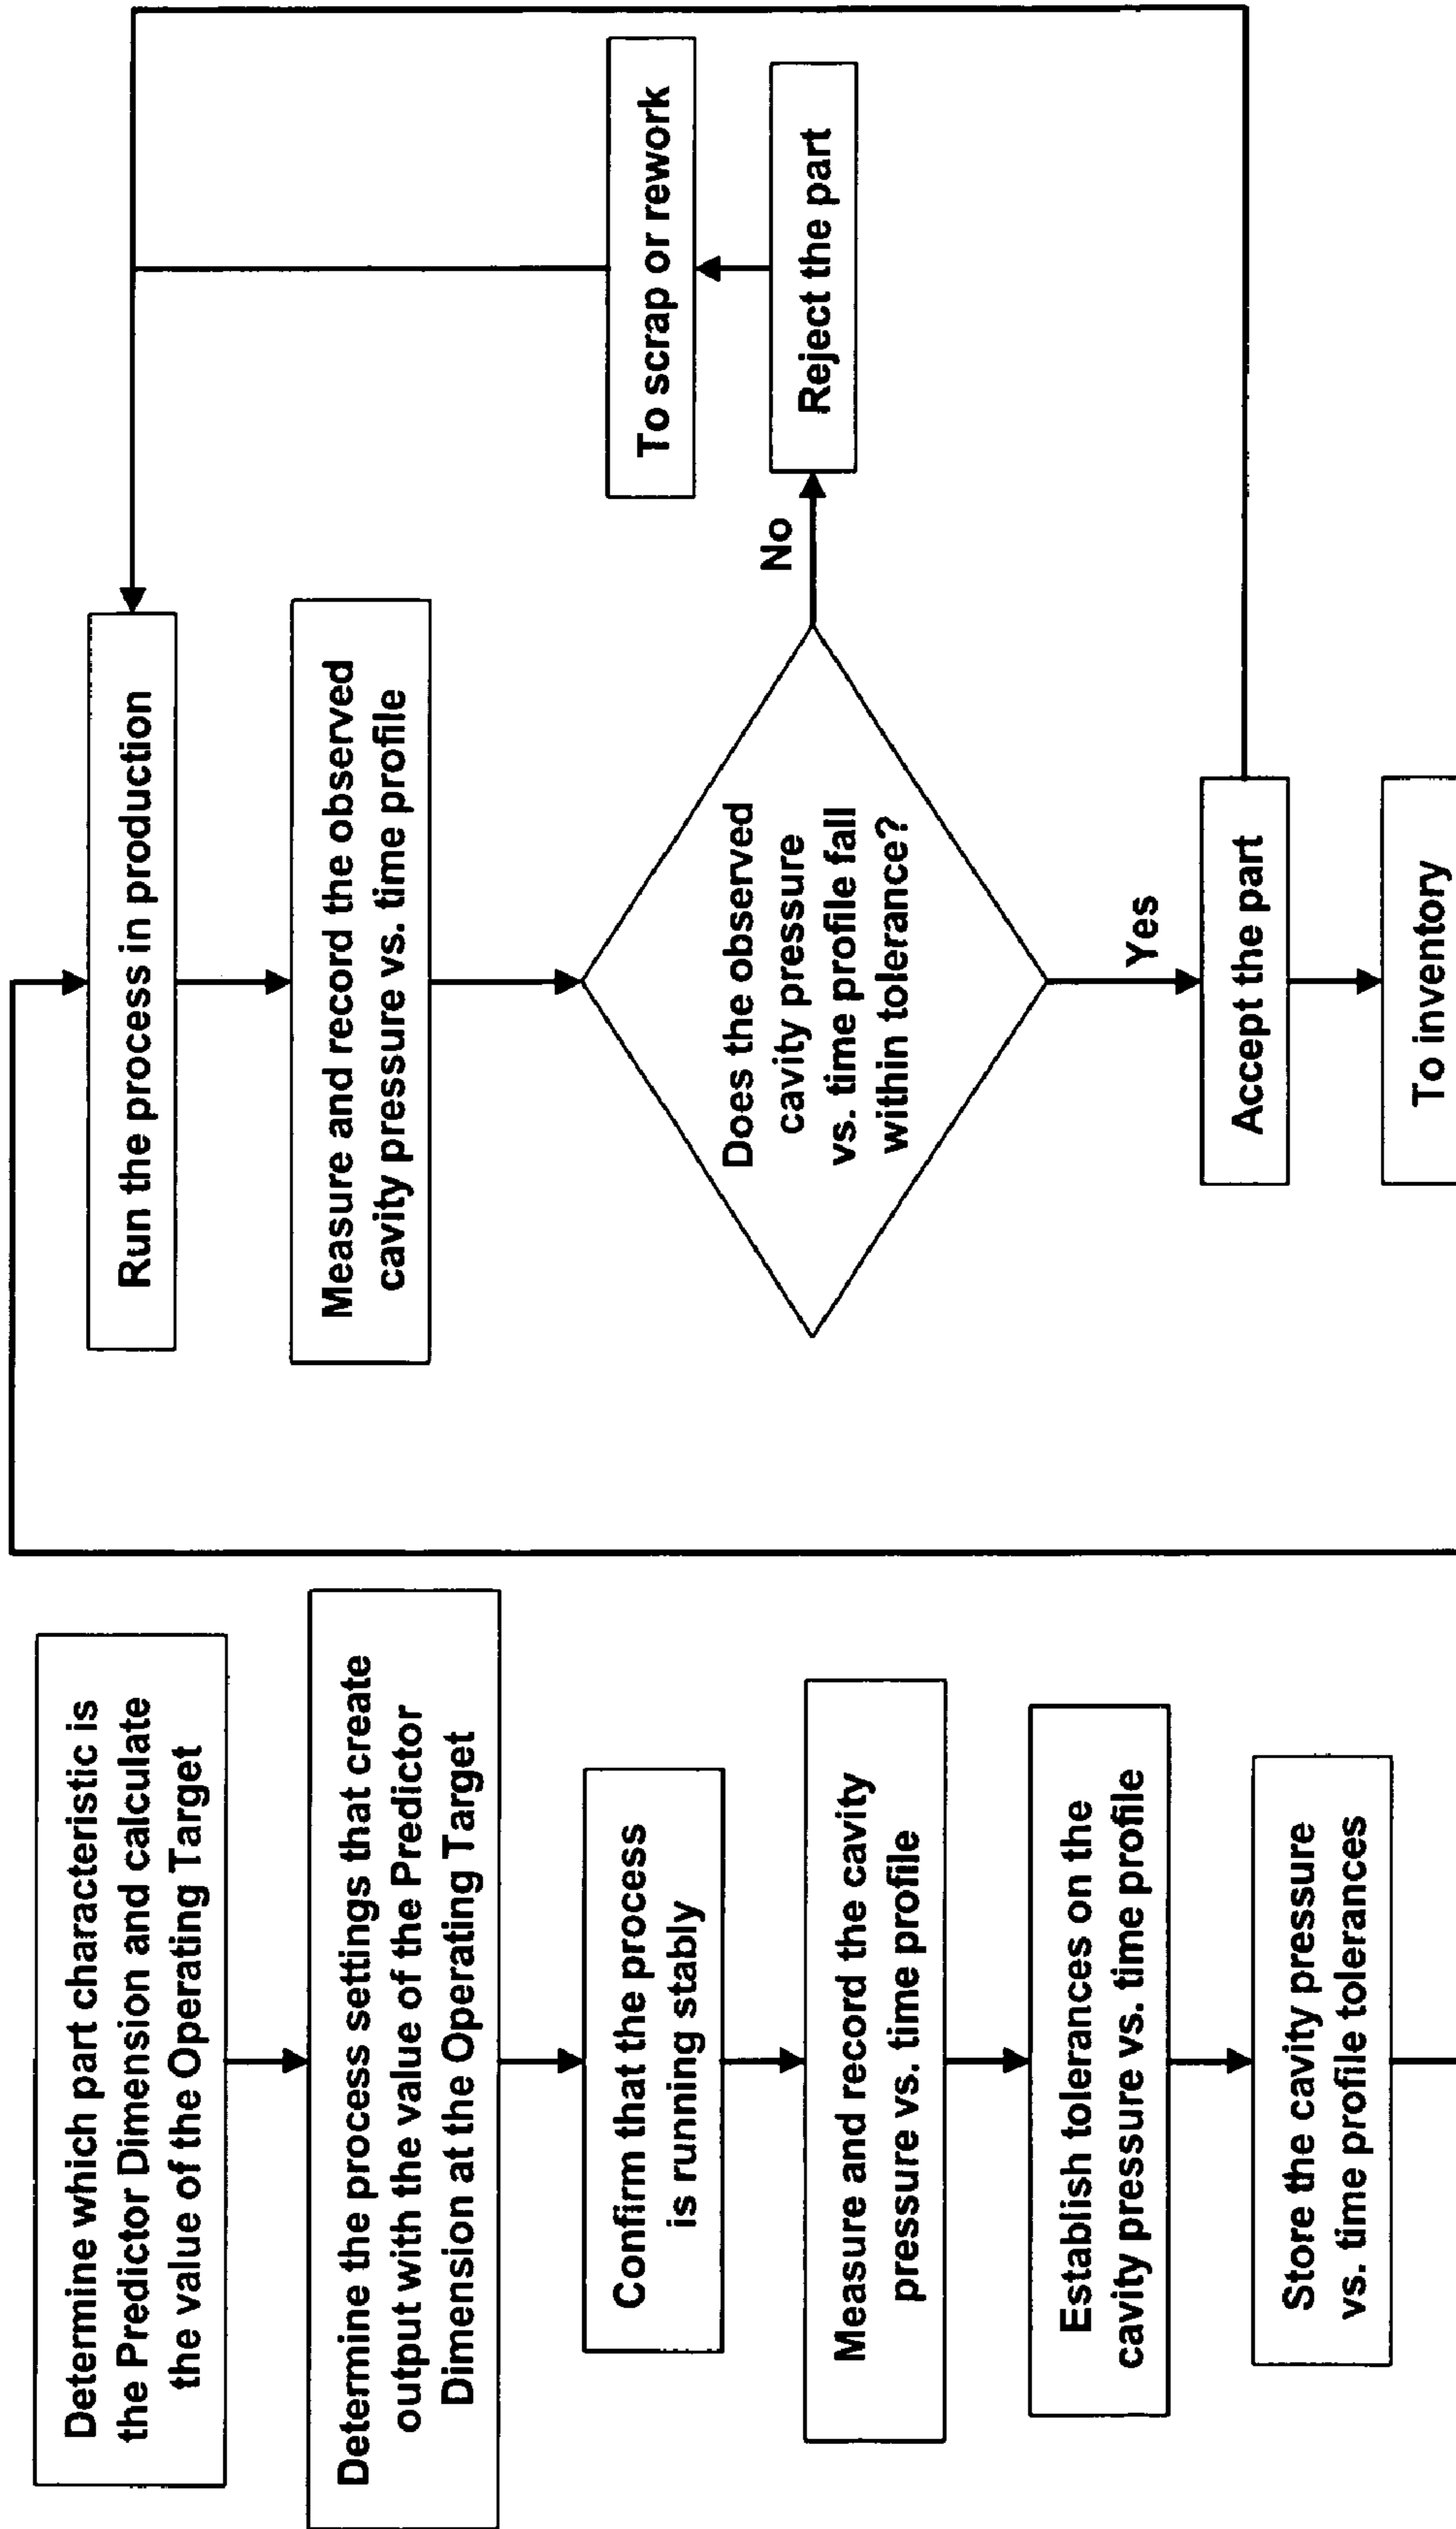 Determine which part characteristic is
the Predictor Dimension and calculate
the value of the Operating Target
Determine the process settings that create
output with the value of the Predictor
Dimension at the Operating Target
Confirm that the process
is running stably
Measure and record the cavity
pressure vs. time profile
Establish tolerances on the
cavity pressure vs. time profile
Store the cavity pressure
vs. time profile tolerances
Run the process in production
Measure and record the observed
cavity pressure vs. time profile
Does the observed
cavity pressure
vs. time profile fall
within tolerance?
No
Reject the part
To scrap or rework
Yes
Accept the part
To inventory